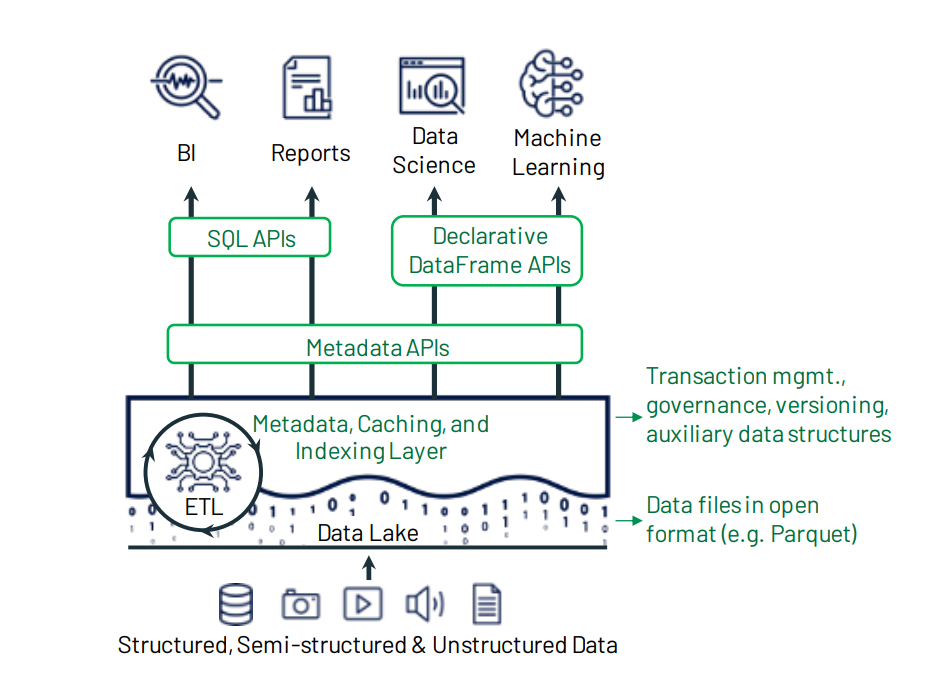 BI
Reports
Data
Science
Machine
Learning
SQL APIs
Declarative
DataFrame APIs
Metadata APIs
Metadata, Caching, and
Indexing Layer
Transaction mgmt.,
governance, versioning,
auxiliary data structures
ETL
Data Lake
Data files in open
format (e.g. Parquet)
Structured, Semi-structured & Unstructured Data